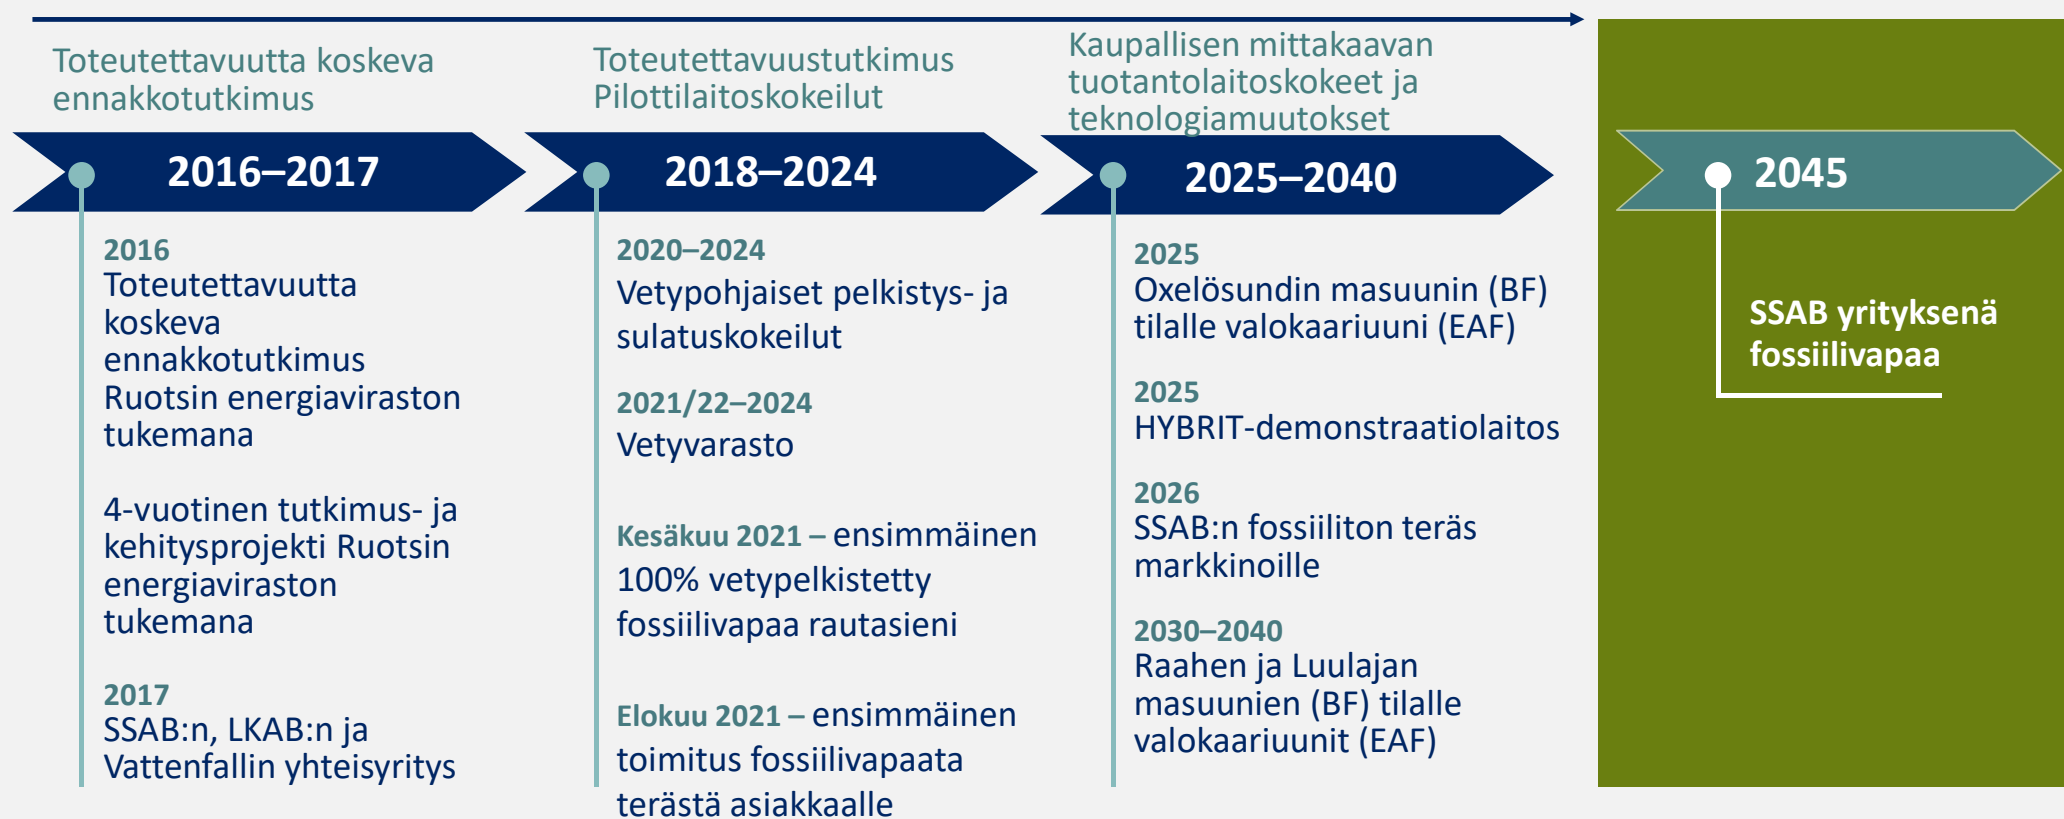 Toteutettavuutta koskeva
ennakkotutkimus
2016–2017
2016
Toteutettavuutta
koskeva
ennakkotutkimus
Ruotsin energiaviraston
tukemana
4-vuotinen tutkimus- ja
kehitysprojekti Ruotsin
energiaviraston
tukemana
2017
SSAB:n, LKAB:n ja
Vattenfallin yhteisyritys
Toteutettavuustutkimus
Pilottilaitoskokeilut
2018–2024
2020–2024
Vetypohjaiset pelkistys- ja
sulatuskokeilut
2021/22–2024
Vetyvarasto
Kesäkuu 2021 – ensimmäinen
100% vetypelkistetty
fossiilivapaa rautasieni
Elokuu 2021 – ensimmäinen
toimitus fossiilivapaata
terästä asiakkaalle
Kaupallisen mittakaavan
tuotantolaitoskokeet ja
teknologiamuutokset
2025–2040
2025
Oxelösundin masuunin (BF)
tilalle valokaariuuni (EAF)
2025
HYBRIT-demonstraatiolaitos
2026
SSAB:n fossiiliton teräs
markkinoille
2030–2040
Raahen ja Luulajan
masuunien (BF) tilalle
valokaariuunit (EAF)
2045
SSAB yrityksenä
fossiilivapaa